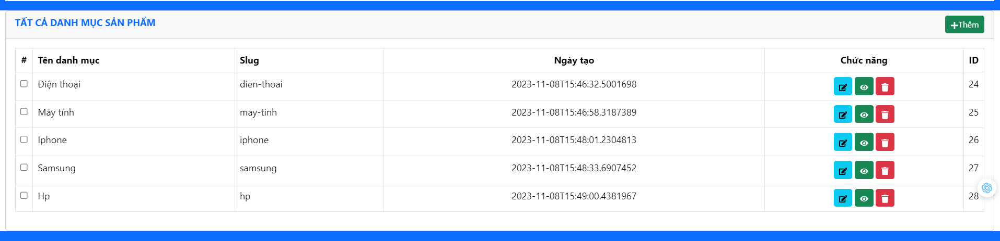 TẤT CẢ DANH MỤC SẢN PHẨM
+Thêm
# Tên danh mục Slug Ngày tạo Chức năng ID
Điện thoại dien-thoai 2023-11-08T15:46:32.5001698 24
Máy tính may-tinh 2023-11-08T15:46:58.3187389 25
Iphone iphone 2023-11-08T15:48:01.2304813 26
Samsung samsung 2023-11-08T15:48:33.6907452 27
Hp hp 2023-11-08T15:49:00.4381967 28